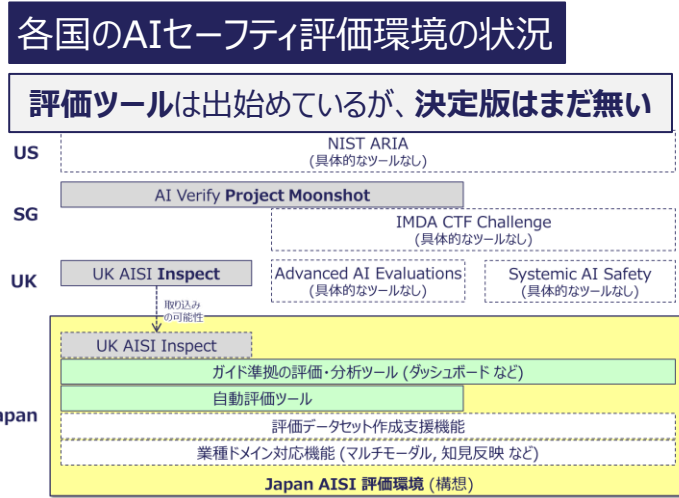 各国のAIセーフティ評価環境の状況
評価ツールは出始めているが、決定版はまだ無い
US
NIST ARIA
(具体的なツールなし)
SG
AI Verify Project Moonshot
IMDA CTF Challenge
(具体的なツールなし)
UK
UK AISI Inspect
Advanced AI Evaluations
(具体的なツールなし)
Systemic AI Safety
(具体的なツールなし)
取り込み
の可能性
UK AISI Inspect
ガイド準拠の評価・分析ツール (ダッシュボード など)
自動評価ツール
apan
評価データセット作成支援機能
業種ドメイン対応機能 (マルチモーダル, 知見反映 など)
Japan AISI 評価環境 (構想)